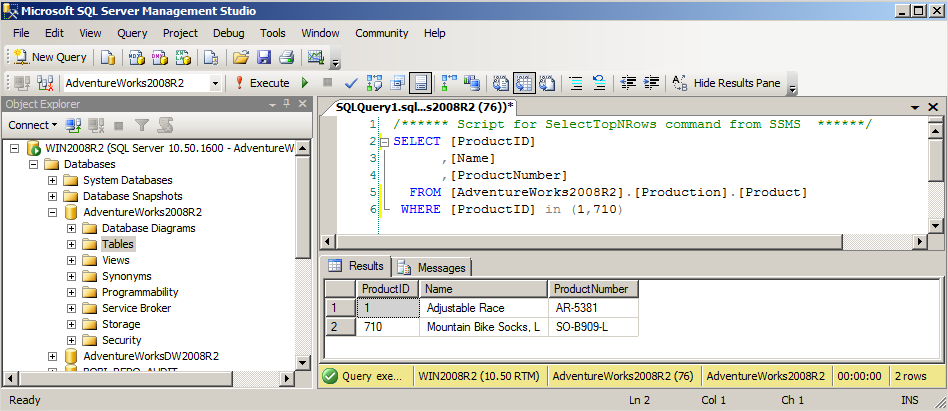 Microsoft SQL Server Management Studio
File Edit View Query Project Debug Tools Window Community Help
New Query
AdventureWorks2008R2 Execute Hide Results Pane
Object Explorer
Connect
WIN2008R2 (SQL Server 10.50.1600 - AdventureW
Databases
System Databases
Database Snapshots
AdventureWorks2008R2
Database Diagrams
Tables
Views
Synonyms
Programmability
Service Broker
Storage
Security
AdventureWorksDW2008R2
SQLQuery1.sql...s2008R2 (76))*
1 /****** Script for SelectTopNRows command from SSMS ******/
2 SELECT [ProductID]
3 ,[Name]
4 ,[ProductNumber]
5 FROM [AdventureWorks2008R2].[Production].[Product]
6 WHERE [ProductID] in (1,710)
Results Messages
ProductID Name ProductNumber
1 1 Adjustable Race AR-5381
2 710 Mountain Bike Socks, L SO-B909-L
Query exe... WIN2008R2 (10.50 RTM) AdventureWorks2008R2 (76) AdventureWorks2008R2 00:00:00 2 rows
Ready Ln 2 Col 1 Ch 1 INS